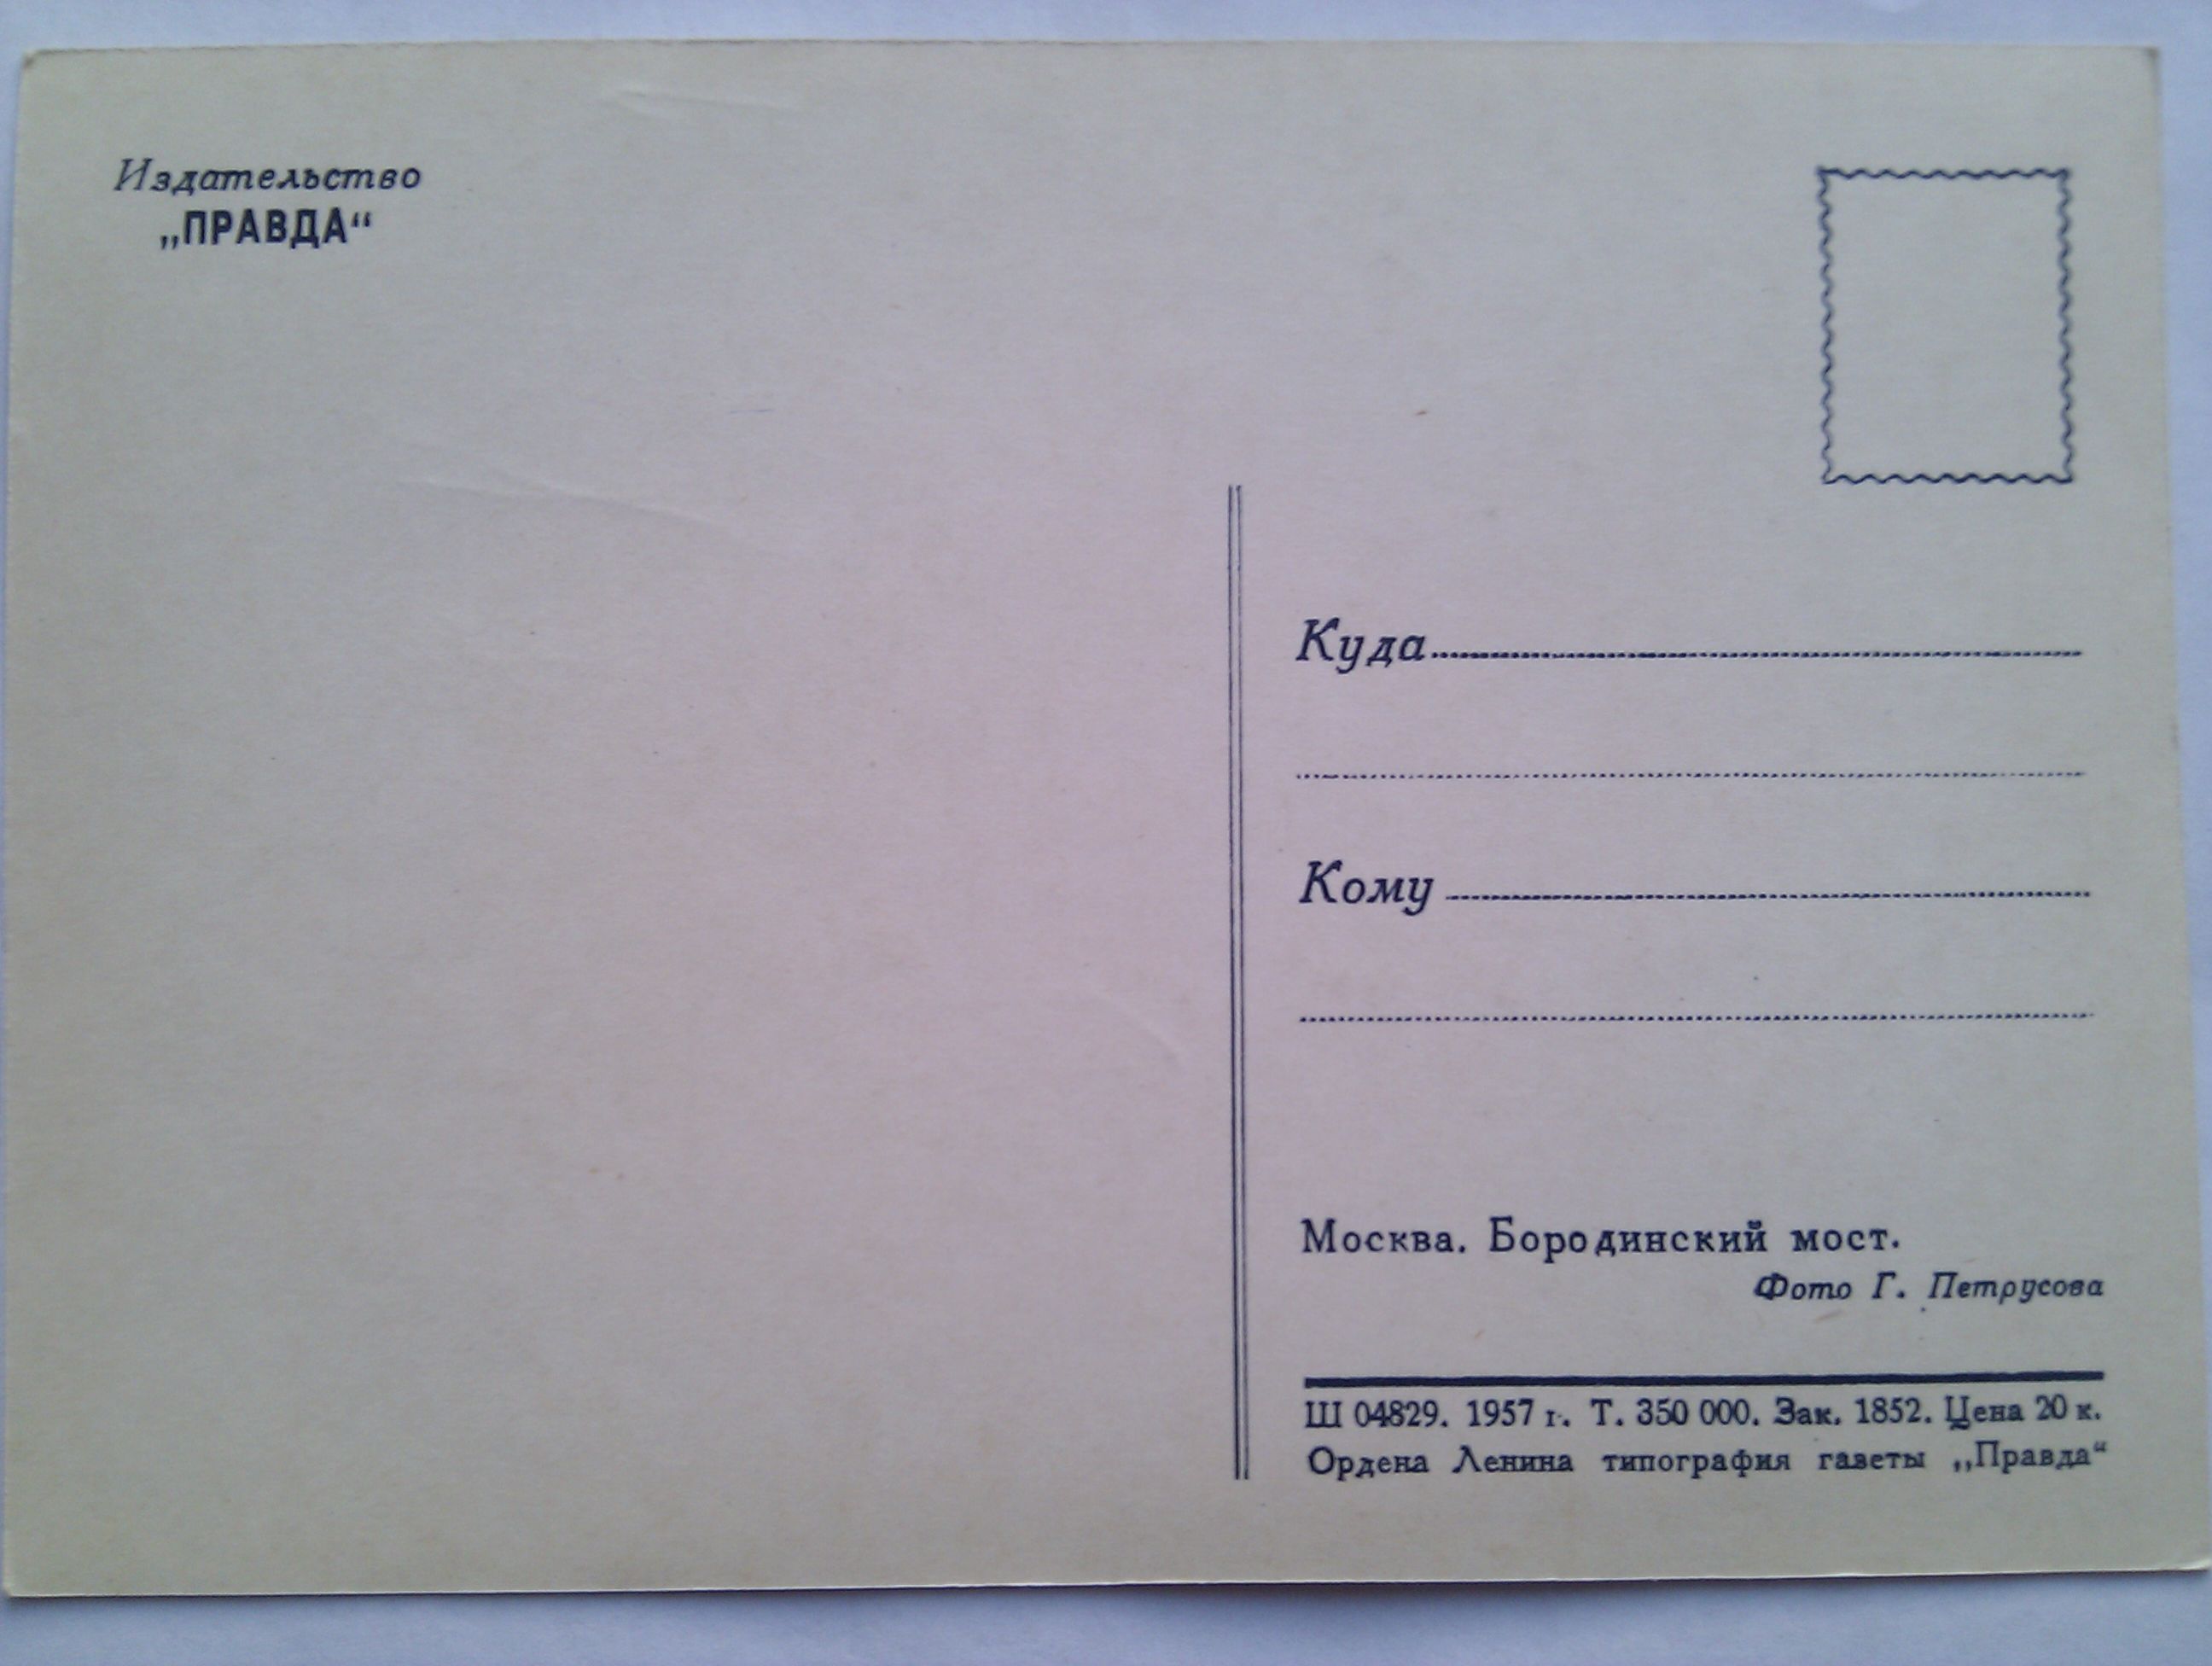 Издательство
„ПРАВДА“
Куда
Кому
Москва. Бородинский мост.
Фото Г. Петрусова
Ш 04829. 1957 г. Т. 350 000. Зак. 1852. Цена 20 к.
Ордена Ленина типография газеты „Правда“